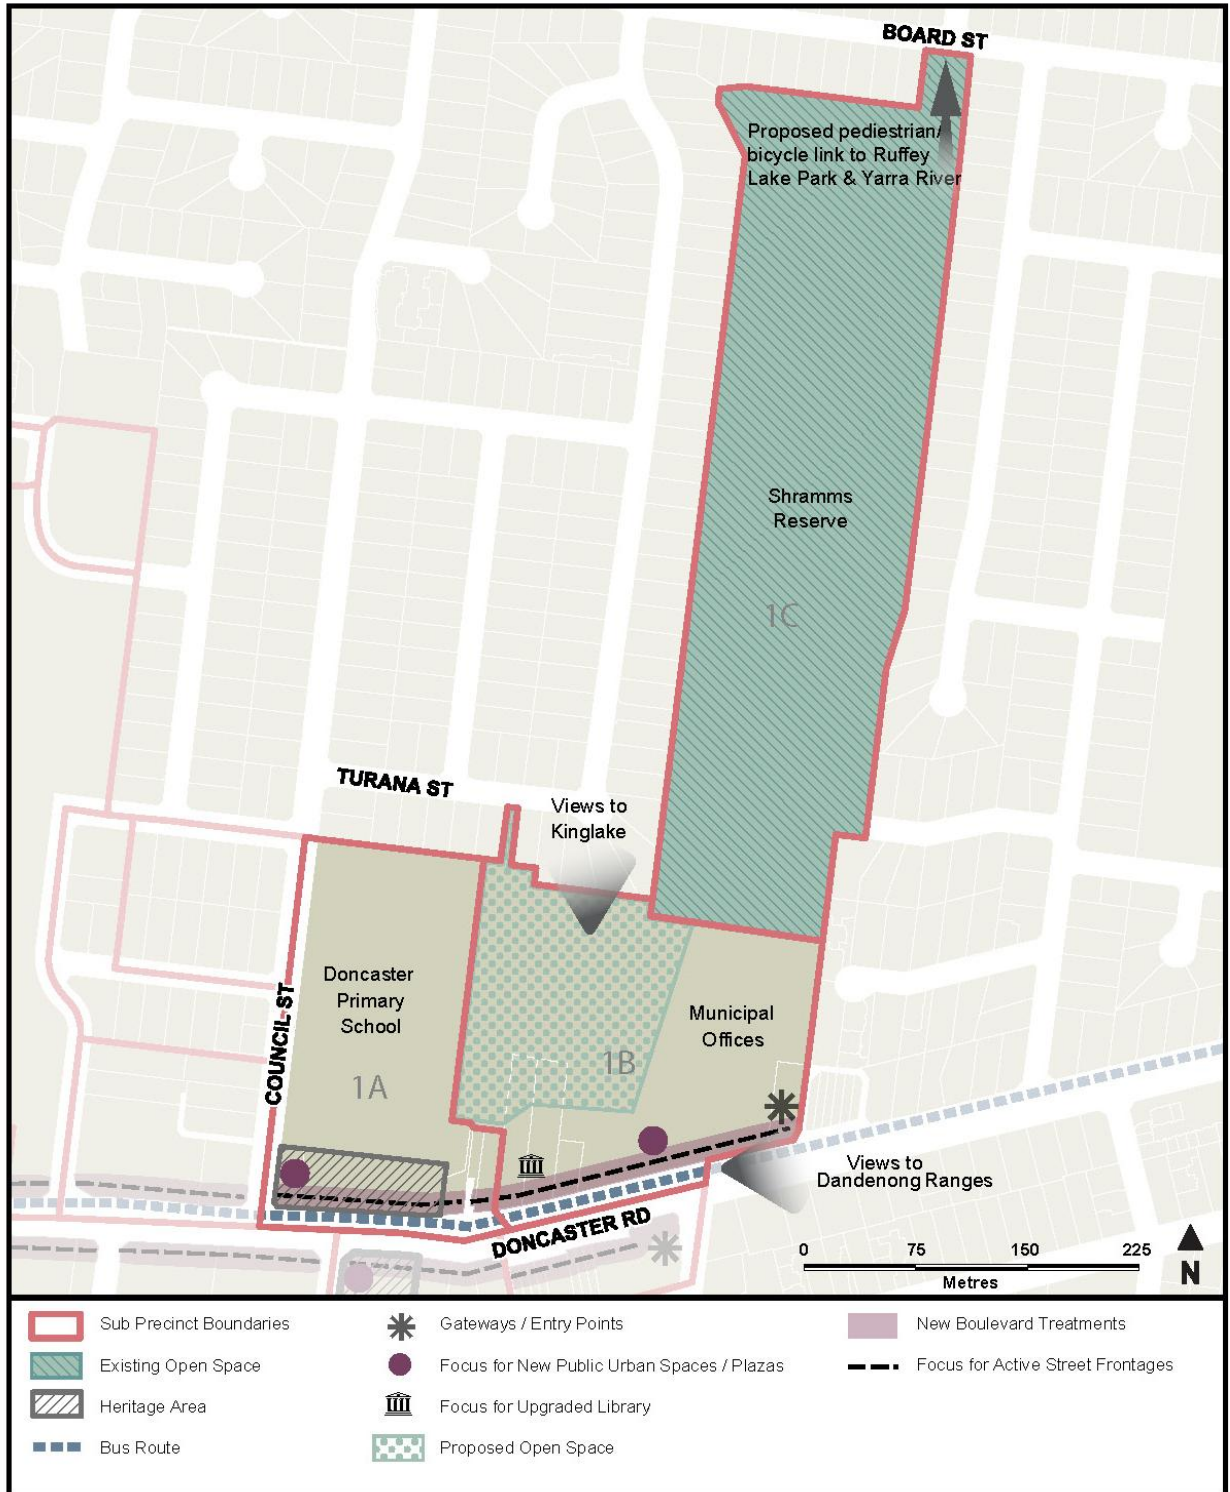 BOARD ST
Proposed pediestrian/
bicycle link to Ruffey
Lake Park & Yarra River
Shramms
Reserve
1C
TURANA ST
Views to
Kinglake
Doncaster
Primary
School
Municipal
Offices
COUNCIL ST
1A
1B
Views to
Dandenong Ranges
DONCASTER RD
0 75 150 225
Metres
N
Sub Precinct Boundaries
Gateways / Entry Points
New Boulevard Treatments
Existing Open Space
Focus for New Public Urban Spaces / Plazas
Focus for Active Street Frontages
Heritage Area
Focus for Upgraded Library
Bus Route
Proposed Open Space